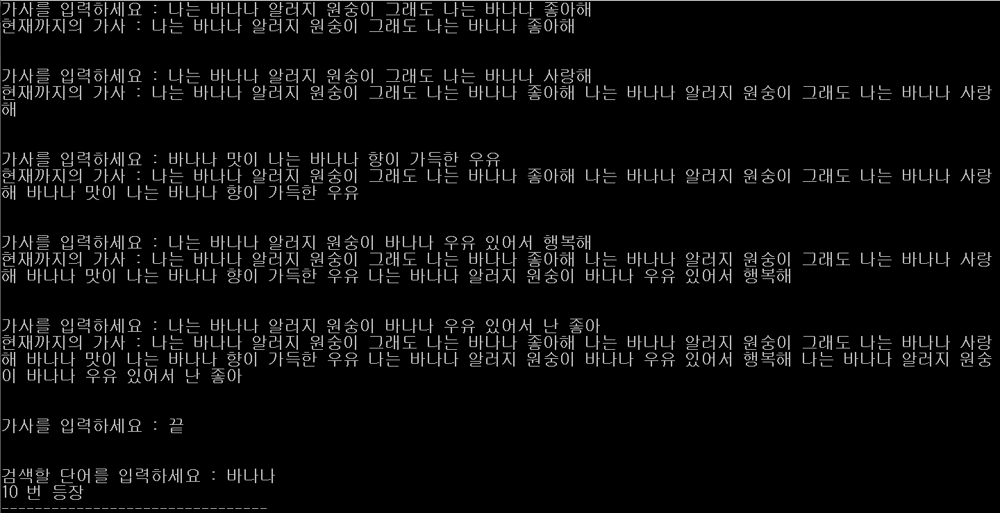 가사를 입력하세요 : 나는 바나나 알러지 원숭이 그래도 나는 바나나 좋아해
현재까지의 가사 : 나는 바나나 알러지 원숭이 그래도 나는 바나나 좋아해
가사를 입력하세요 : 나는 바나나 알러지 원숭이 그래도 나는 바나나 사랑해
현재까지의 가사 : 나는 바나나 알러지 원숭이 그래도 나는 바나나 좋아해 나는 바나나 알러지 원숭이 그래도 나는 바나나 사랑
해
가사를 입력하세요 : 바나나 맛이 나는 바나나 향이 가득한 우유
현재까지의 가사 : 나는 바나나 알러지 원숭이 그래도 나는 바나나 좋아해 나는 바나나 알러지 원숭이 그래도 나는 바나나 사랑
해 바나나 맛이 나는 바나나 향이 가득한 우유
가사를 입력하세요 : 나는 바나나 알러지 원숭이 바나나 우유 있어서 행복해
현재까지의 가사 : 나는 바나나 알러지 원숭이 그래도 나는 바나나 좋아해 나는 바나나 알러지 원숭이 그래도 나는 바나나 사랑
해 바나나 맛이 나는 바나나 향이 가득한 우유 나는 바나나 알러지 원숭이 바나나 우유 있어서 행복해
가사를 입력하세요 : 나는 바나나 알러지 원숭이 바나나 우유 있어서 난 좋아
현재까지의 가사 : 나는 바나나 알러지 원숭이 그래도 나는 바나나 좋아해 나는 바나나 알러지 원숭이 그래도 나는 바나나 사랑
해 바나나 맛이 나는 바나나 향이 가득한 우유 나는 바나나 알러지 원숭이 바나나 우유 있어서 행복해 나는 바나나 알러지 원숭
이 바나나 우유 있어서 난 좋아
가사를 입력하세요 : 끝
검색할 단어를 입력하세요 : 바나나
10 번 등장
--------------------------------